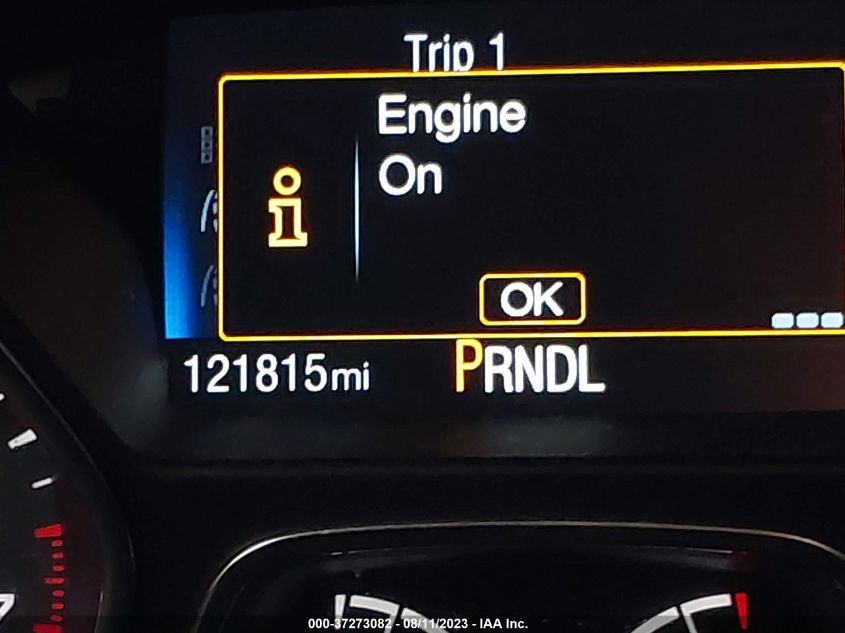 Trip 1
Engine
On
OK
121815mi PRNDL
000-37273082 - 08/11/2023 - IAA Inc.